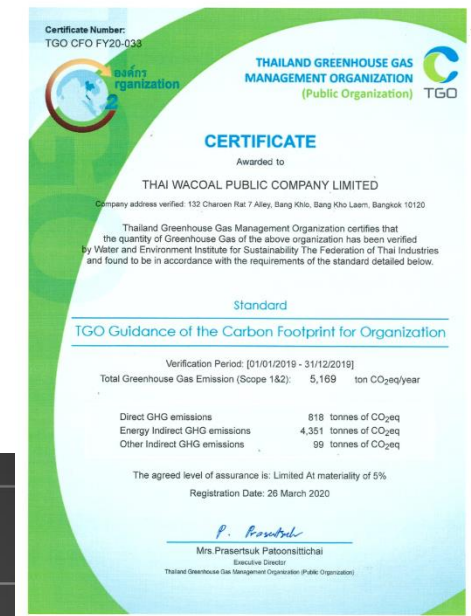 Certificate Number:
TGO CFO FY20-033
องค์กร
rganization
2
THAILAND GREENHOUSE GAS
MANAGEMENT ORGANIZATION
(Public Organization)
TGO
CERTIFICATE
Awarded to
THAI WACOAL PUBLIC COMPANY LIMITED
Company address verified: 132 Charoen Rat 7 Alley, Bang Khlo, Bang Kho Laem, Bangkok 10120
Thailand Greenhouse Gas Management Organization certifies that
the quantity of Greenhouse Gas of the above organization has been verified
by Water and Environment Institute for Sustainability The Federation of Thai Industries
and found to be in accordance with the requirements of the standard detailed below.
Standard
TGO Guidance of the Carbon Footprint for Organization
Verification Period: [01/01/2019 - 31/12/2019]
Total Greenhouse Gas Emission (Scope 1&2): 5,169 ton CO₂eq/year
Direct GHG emissions 818 tonnes of CO₂eq
Energy Indirect GHG emissions 4,351 tonnes of CO₂eq
Other Indirect GHG emissions 99 tonnes of CO₂eq
The agreed level of assurance is: Limited At materiality of 5%
Registration Date: 26 March 2020
P. Prasertsuk
Mrs.Prasertsuk Patoonsittichai
Executive Director
Thailand Greenhouse Gas Management Organization (Public Organization)